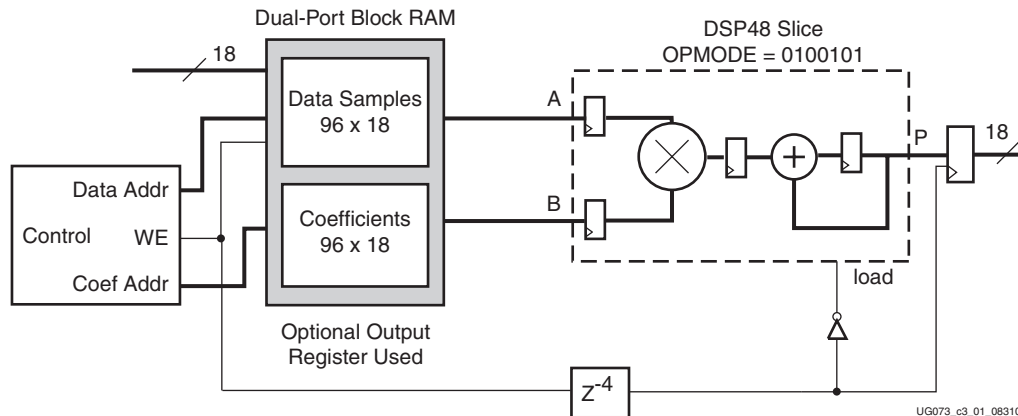 Dual-Port Block RAM
DSP48 Slice
OPMODE = 0100101
18
Data Samples
96 x 18
A
P
18
Data Addr
Control
WE
Coef Addr
Coefficients
96 x 18
B
load
Optional Output
Register Used
Z-4